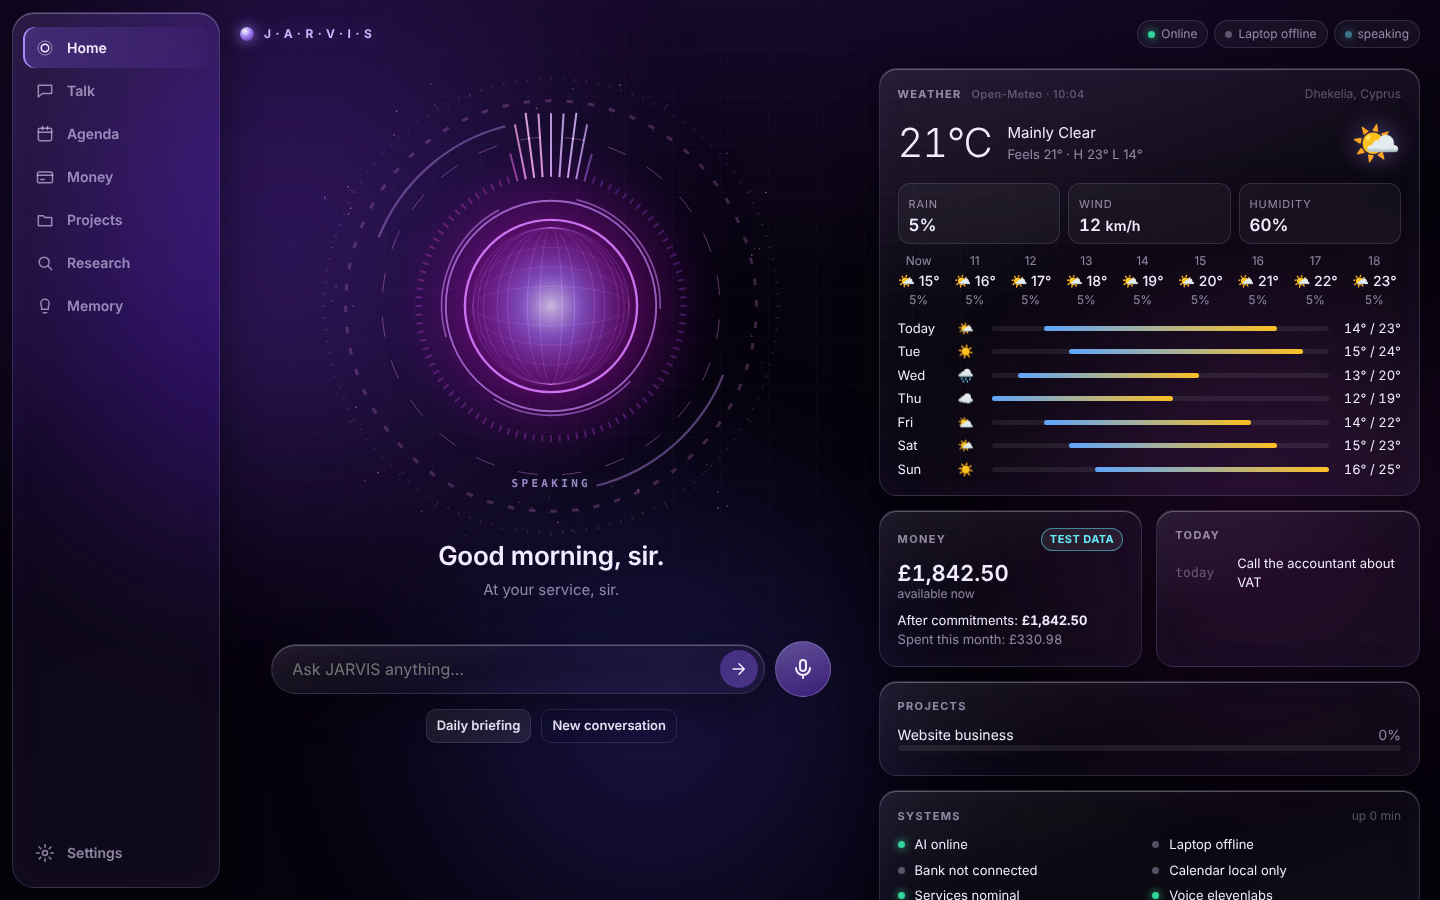 Home
Talk
Agenda
Money
Projects
Research
Memory
Settings
J·A·R·V·I·S
Online
Laptop offline
speaking
SPEAKING
Good morning, sir.
At your service, sir.
Ask JARVIS anything...
Daily briefing
New conversation
WEATHER Open-Meteo · 10:04 Dhekelia, Cyprus
21°C
Mainly Clear
Feels 21° · H 23° L 14°
RAIN
5%
WIND
12 km/h
HUMIDITY
60%
Now 11 12 13 14 15 16 17 18
15° 16° 17° 18° 19° 20° 21° 22° 23°
5% 5% 5% 5% 5% 5% 5% 5% 5%
Today 14° / 23°
Tue 15° / 24°
Wed 13° / 20°
Thu 12° / 19°
Fri 14° / 22°
Sat 15° / 23°
Sun 16° / 25°
MONEY TEST DATA
£1,842.50
available now
After commitments: £1,842.50
Spent this month: £330.98
TODAY
today Call the accountant about
VAT
PROJECTS
Website business 0%
SYSTEMS up 0 min
AI online Laptop offline
Bank not connected Calendar local only
Services nominal Voice elevenlabs